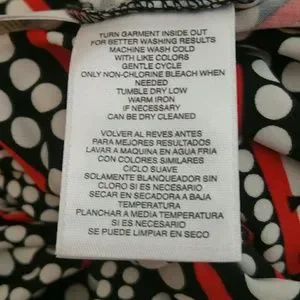 TURN GARMENT INSIDE OUT
FOR BETTER WASHING RESULTS
MACHINE WASH COLD
WITH LIKE COLORS
GENTLE CYCLE
ONLY NON-CHLORINE BLEACH WHEN
NEEDED
TUMBLE DRY LOW
WARM IRON
IF NECESSARY
CAN BE DRY CLEANED
VOLVER AL REVES ANTES
PARA MEJORES RESULTADOS
LAVAR A MAQUINA EN AGUA FRIA
CON COLORES SIMILARES
CICLO SUAVE
SOLAMENTE BLANQUEADOR SIN
CLORO SI ES NECESARIO
SECAR EN SECADORA A BAJA
TEMPERATURA
PLANCHAR A MEDIA TEMPERATURA
SI ES NECESARIO
SE PUEDE LIMPIAR EN SECO